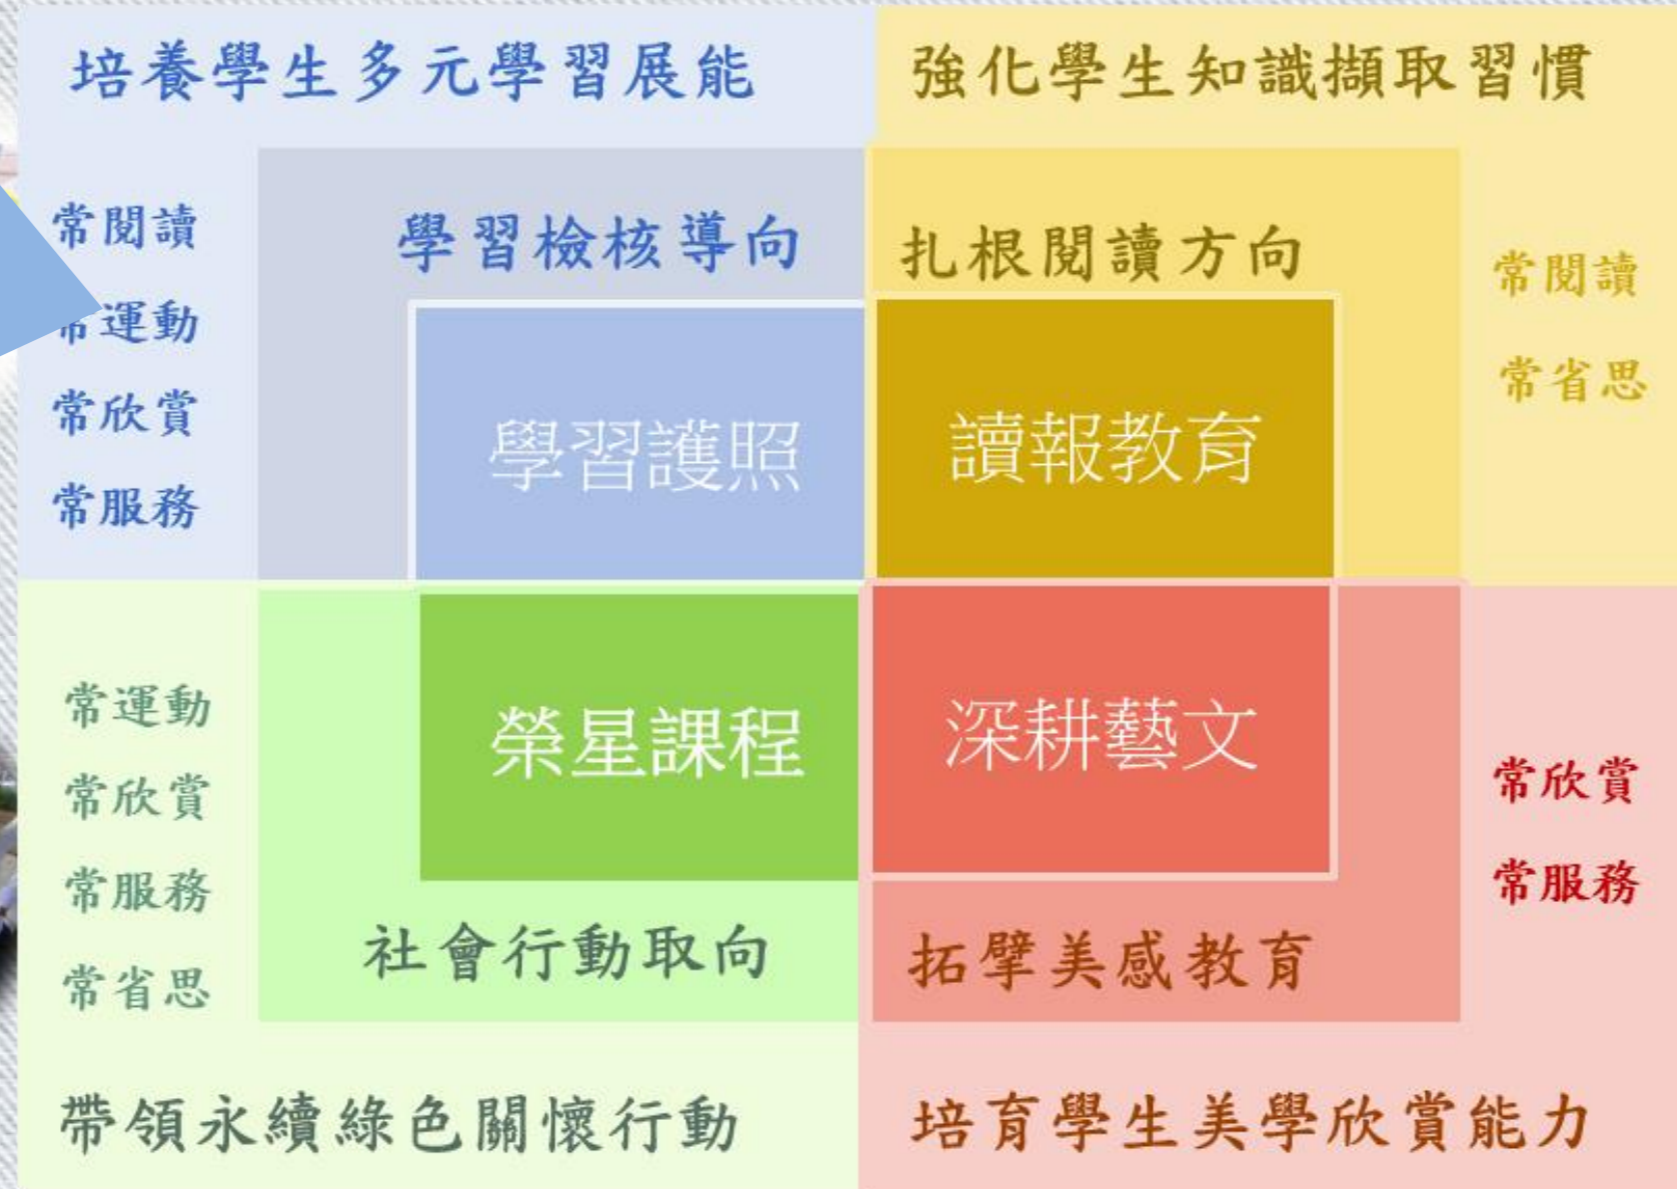 培養學生多元學習展能
常閱讀
常運動
常欣賞
常服務
學習檢核導向
學習護照
強化學生知識擷取習慣
扎根閱讀方向
讀報教育
常閱讀
常省思
常運動
常欣賞
常服務
常省思
榮星課程
社會行動取向
帶領永續綠色關懷行動
深耕藝文
拓擘美感教育
常欣賞
常服務
培育學生美學欣賞能力